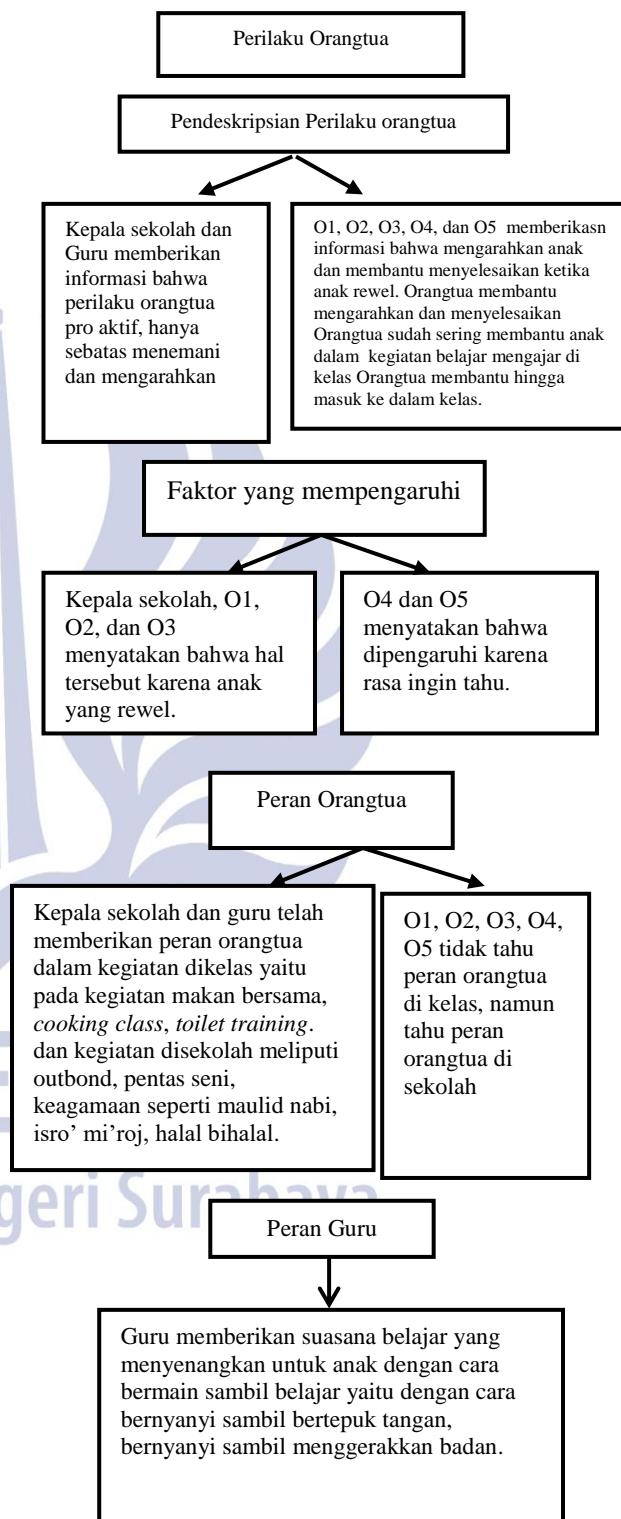 Perilaku Orangtua
Pendeskripsian Perilaku orangtua
Kepala sekolah dan
Guru memberikan
informasi bahwa
perilaku orangtua
pro aktif, hanya
sebatas menemani
dan mengarahkan
O1, O2, O3, O4, dan O5 memberikasn
informasi bahwa mengarahkan anak
dan membantu menyelesaikan ketika
anak rewel. Orangtua membantu
mengarahkan dan menyelesaikan
Orangtua sudah sering membantu anak
dalam kegiatan belajar mengajar di
kelas Orangtua membantu hingga
masuk ke dalam kelas.
Faktor yang mempengaruhi
Kepala sekolah, O1,
O2, dan O3
menyatakan bahwa hal
tersebut karena anak
yang rewel.
O4 dan O5
menyatakan bahwa
dipengaruhi karena
rasa ingin tahu.
Peran Orangtua
Kepala sekolah dan guru telah
memberikan peran orangtua
dalam kegiatan dikelas yaitu
pada kegiatan makan bersama,
cooking class, toilet training.
dan kegiatan disekolah meliputi
outbond, pentas seni,
keagamaan seperti maulid nabi,
isro’ mi’roj, halal bihalal.
O1, O2, O3, O4,
O5 tidak tahu
peran orangtua
di kelas, namun
tahu peran
orangtua di
sekolah
geri Surabaya
Peran Guru
Guru memberikan suasana belajar yang
menyenangkan untuk anak dengan cara
bermain sambil belajar yaitu dengan cara
bernyanyi sambil bertepuk tangan,
bernyanyi sambil menggerakkan badan.